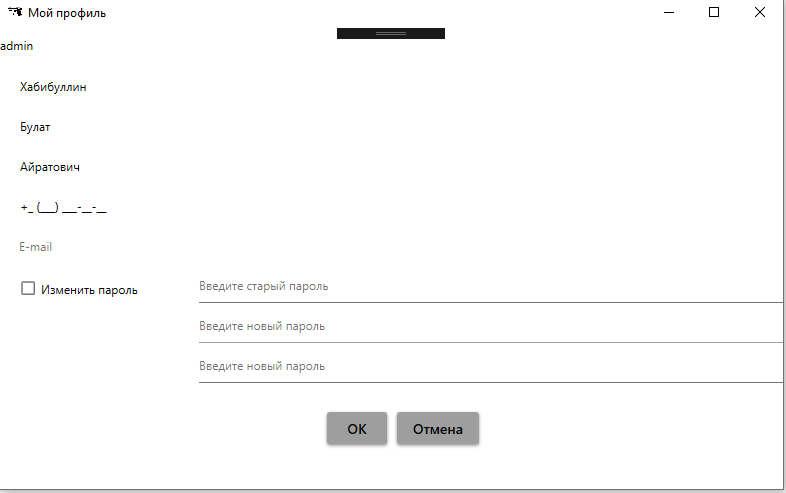 Мой профиль
admin
Хабибуллин
Булат
Айратович
+_ (___) ___-__-__
E-mail
Изменить пароль
Введите старый пароль
Введите новый пароль
Введите новый пароль
ОК
Отмена